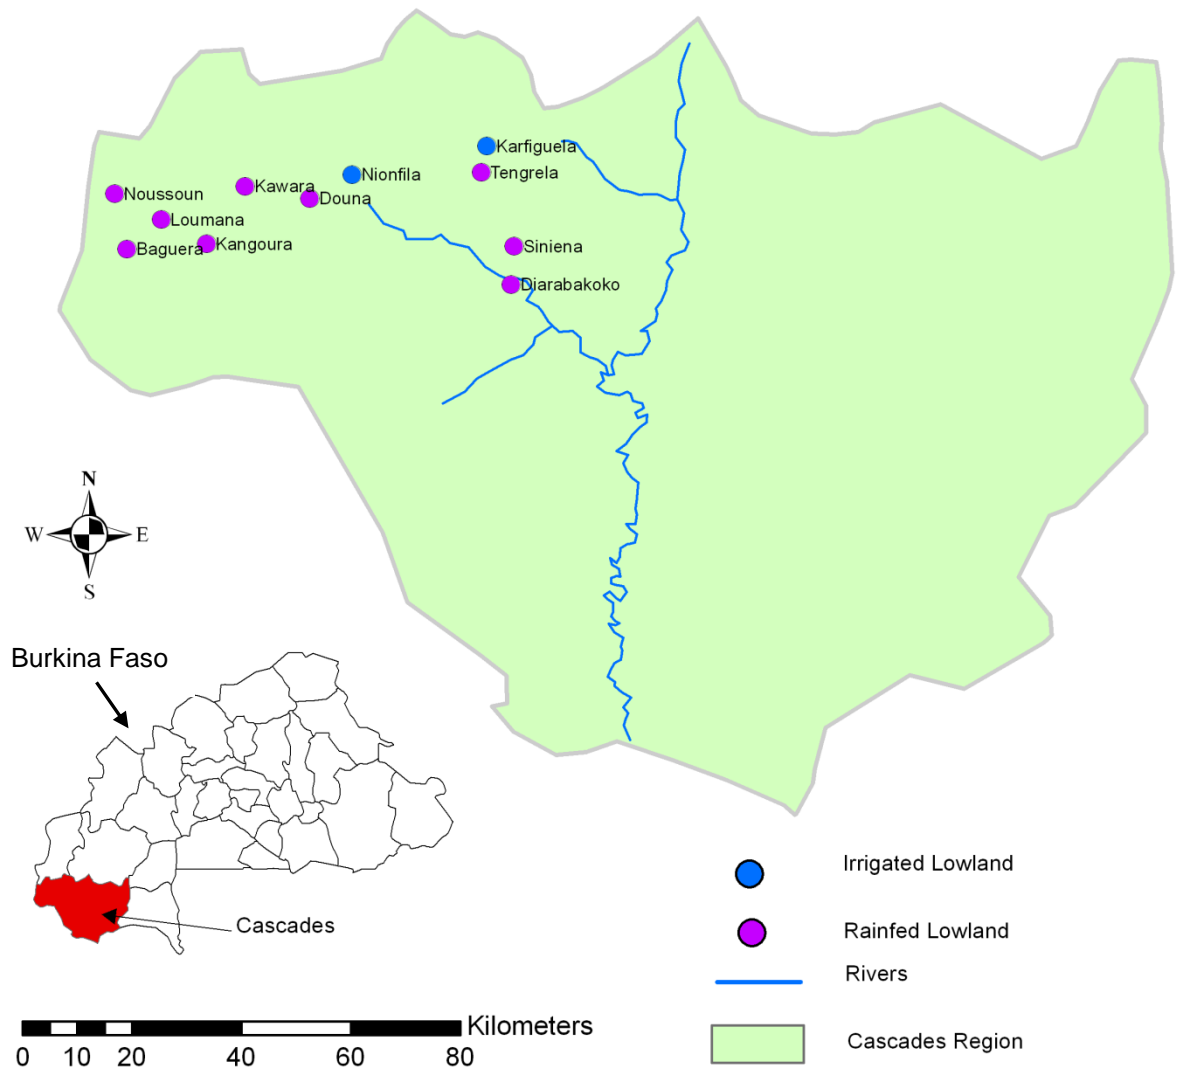 Karfiguela
Tengrela
Nionfila
Kawara
Douna
Noussoun
Loumana
Kangoura
Baguera
Siniena
Diarabakoko
N
W E
S
Burkina Faso
Cascades
Kilometers
0 10 20 40 60 80
Irrigated Lowland
Rainfed Lowland
Rivers
Cascades Region